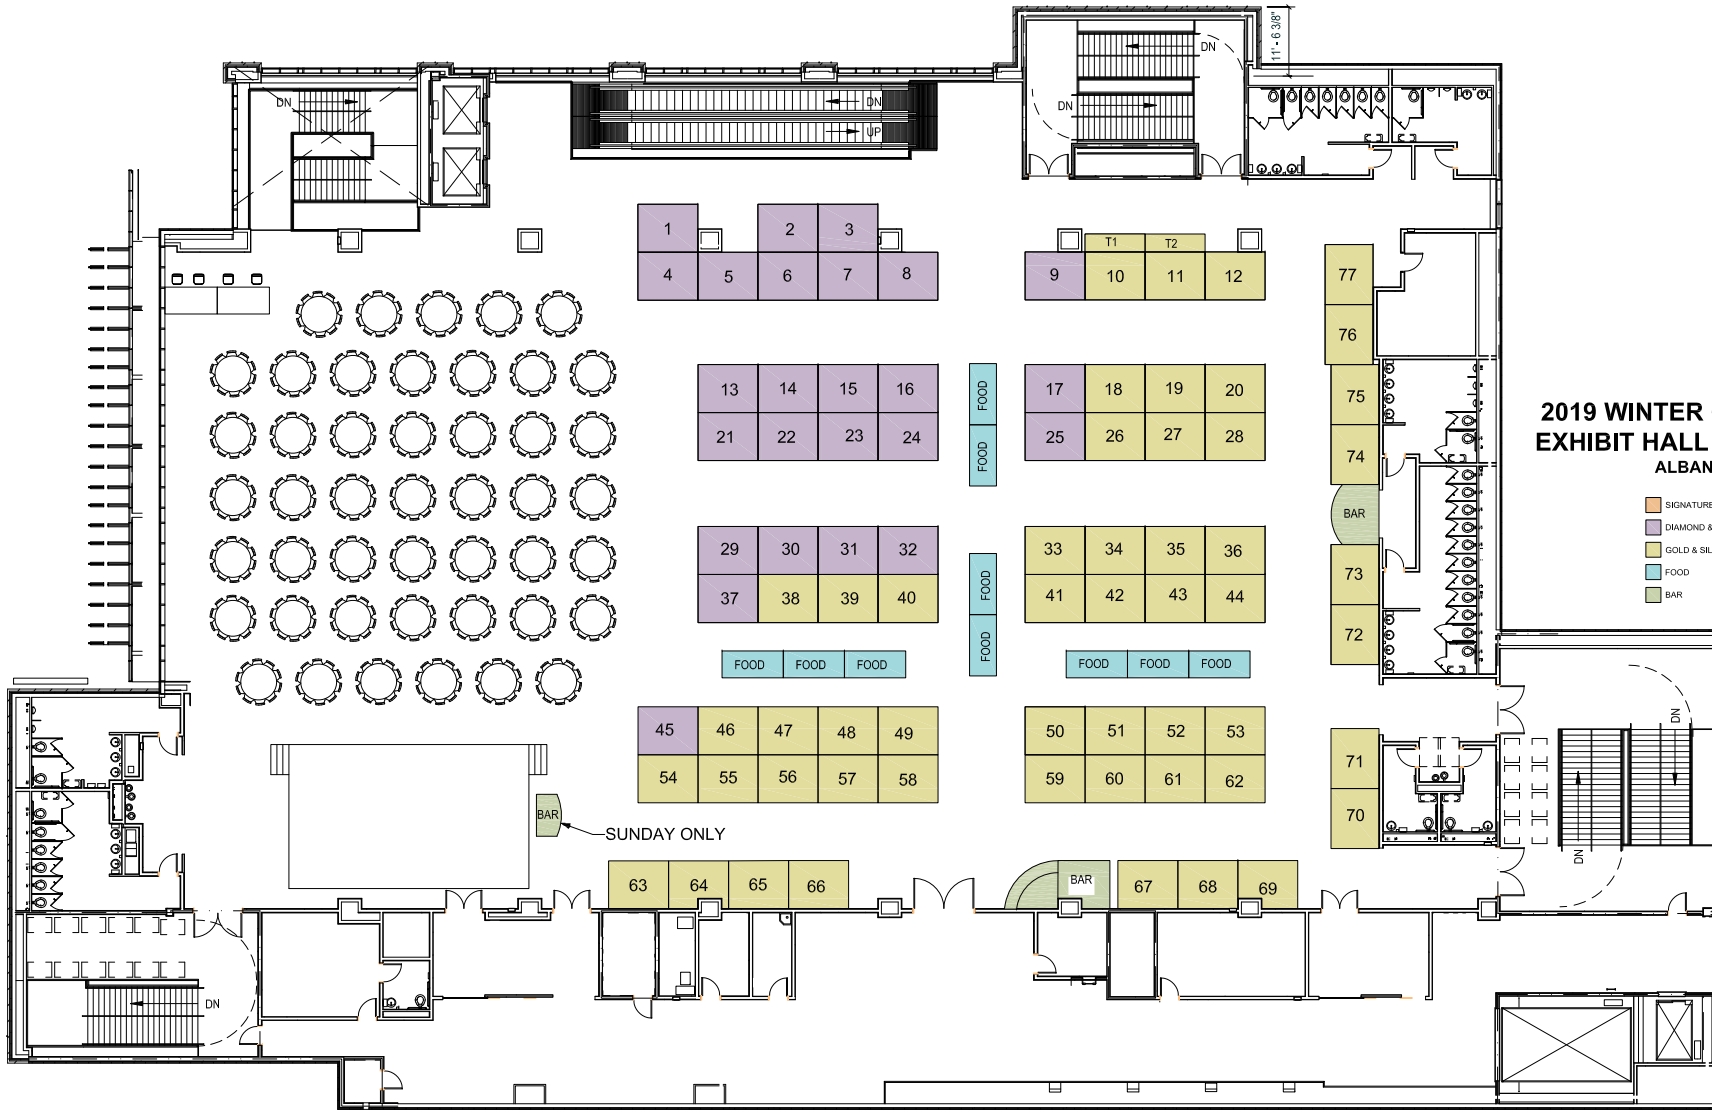 11'- 6 3/8"
DN
DN
DN
DN
UP
1
2
3
T1
T2
4
5
6
7
8
9
10
11
12
77
76
13
14
15
16
FOOD
17
18
19
20
75
21
22
23
24
FOOD
25
26
27
28
74
2019 WINTER
EXHIBIT HALL
ALBAN
SIGNATURE
DIAMOND &
GOLD & SIL
FOOD
BAR
BAR
29
30
31
32
FOOD
33
34
35
36
73
37
38
39
40
41
42
43
44
72
FOOD
FOOD
FOOD
FOOD
FOOD
FOOD
FOOD
45
46
47
48
49
50
51
52
53
71
DN
54
55
56
57
58
59
60
61
62
70
DN
BAR
SUNDAY ONLY
63
64
65
66
BAR
67
68
69
DN